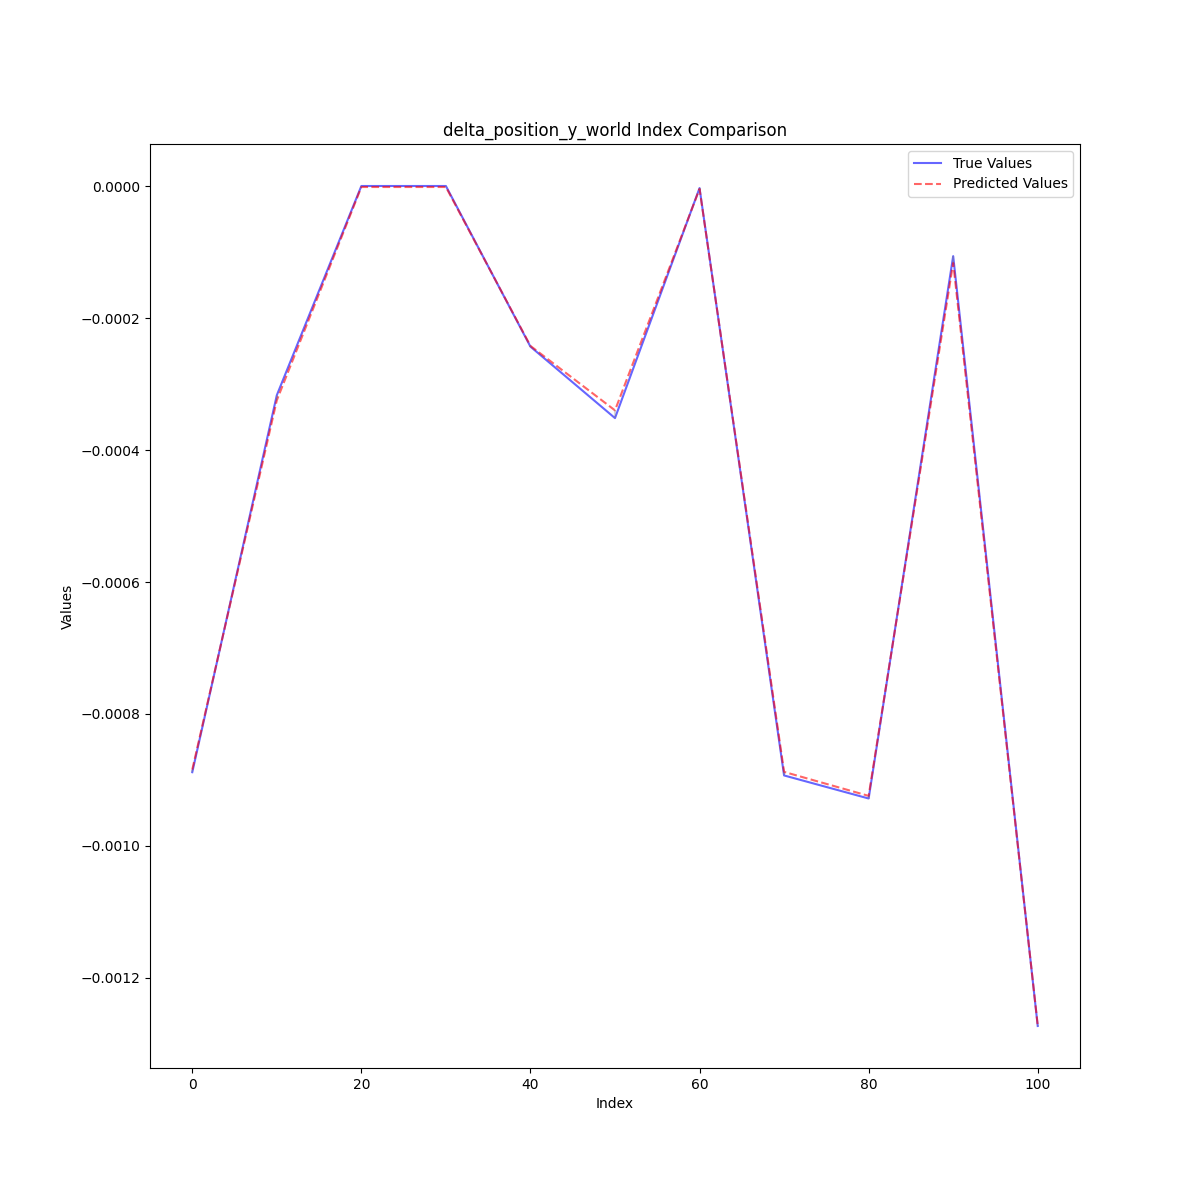 delta_position_y_world Index Comparison
True Values
Predicted Values
0.0000
−0.0002
−0.0004
−0.0006
−0.0008
−0.0010
−0.0012
Values
0 20 40 60 80 100
Index